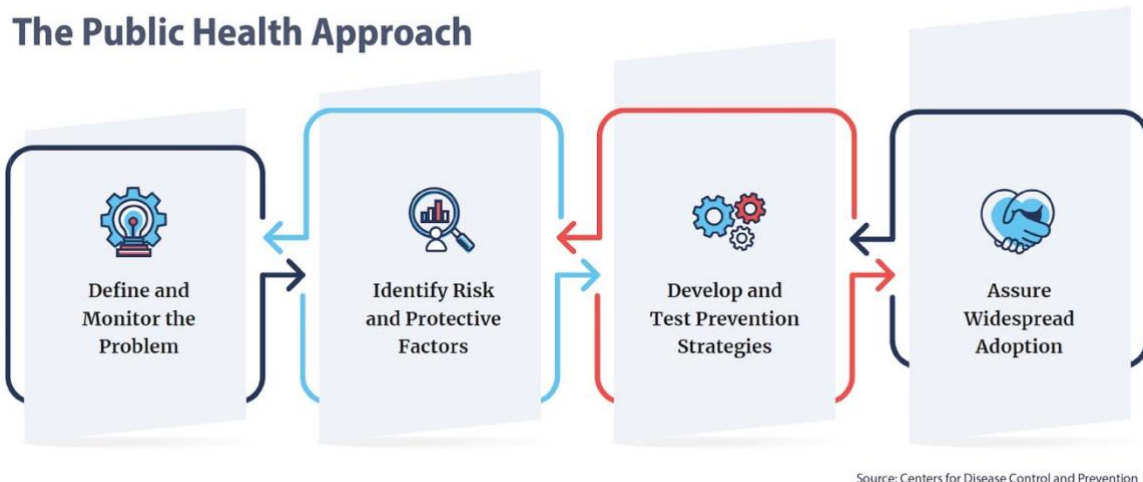 The Public Health Approach
Define and
Monitor the
Problem
Identify Risk
and Protective
Factors
Develop and
Test Prevention
Strategies
Assure
Widespread
Adoption
Source: Centers for Disease Control and Prevention